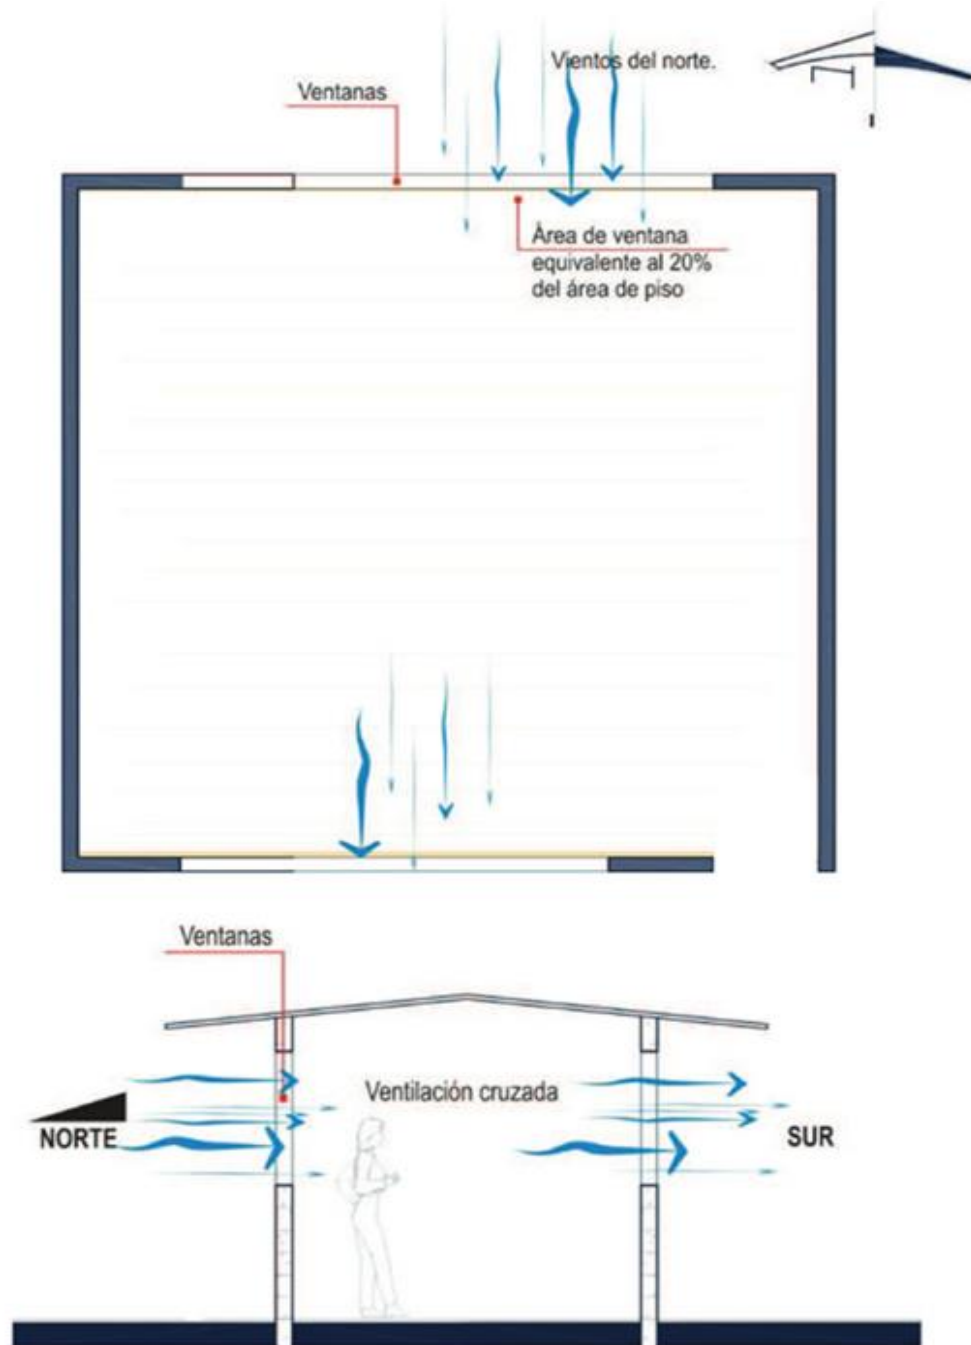 Vientos del norte.
Ventanas
Área de ventana
equivalente al 20%
del área de piso
Ventanas
Ventilación cruzada
NORTE
SUR